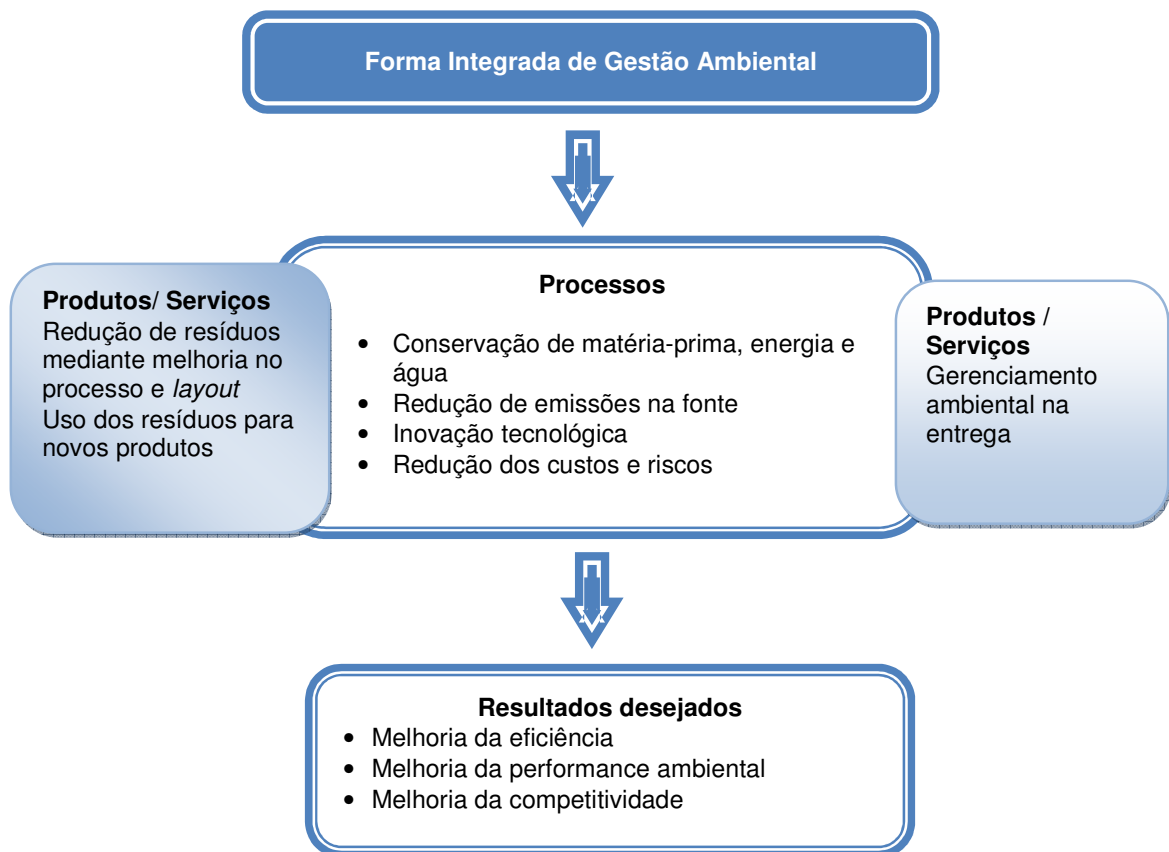 Forma Integrada de Gestão Ambiental
Produtos/ Serviços
Redução de resíduos
mediante melhoria no
processo e layout
Uso dos resíduos para
novos produtos
Processos
• Conservação de matéria-prima, energia e
água
• Redução de emissões na fonte
• Inovação tecnológica
• Redução dos custos e riscos
Produtos /
Serviços
Gerenciamento
ambiental na
entrega
Resultados desejados
• Melhoria da eficiência
• Melhoria da performance ambiental
• Melhoria da competitividade